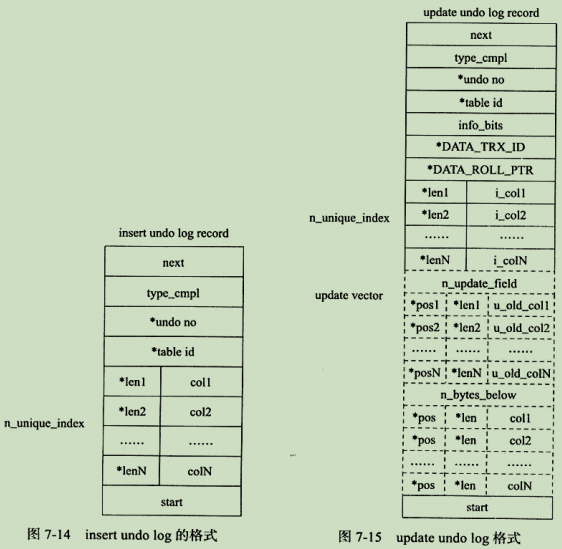 insert undo log record
next
type_cmpl
*undo no
*table id
*len1 col1
*len2 col2
n_unique_index
...... ......
*lenN colN
start
图 7-14 insert undo log 的格式
update undo log record
next
type_cmpl
*undo no
*table id
info_bits
*DATA_TRX_ID
*DATA_ROLL_PTR
*len1 i_col1
n_unique_index
*len2 i_col2
...... ......
*lenN i_colN
update vector
n_update_field
*pos1 *len1 u_old_col1
*pos2 *len2 u_old_col2
...... ...... ......
*posN *lenN u_old_colN
n_bytes_below
*pos *len col1
*pos *len col2
...... ...... ......
*pos *len colN
start
图 7-15 update undo log 格式